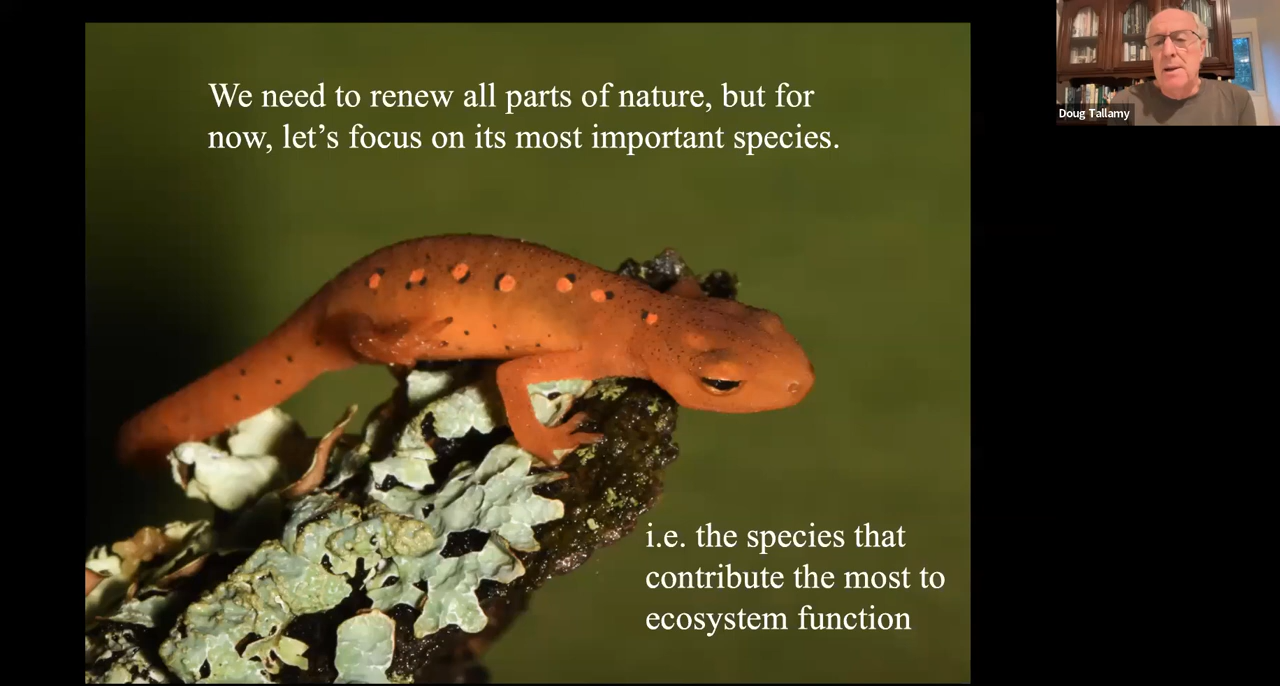 We need to renew all parts of nature, but for
now, let’s focus on its most important species.
i.e. the species that
contribute the most to
ecosystem function
Doug Tallamy